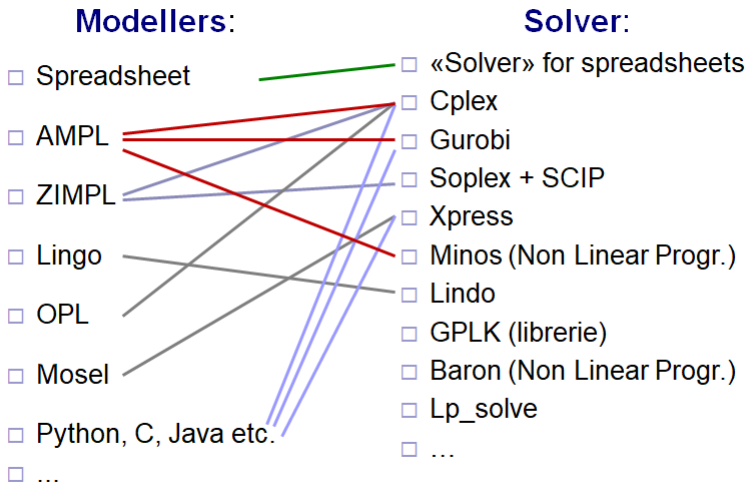 Modellers:
Spreadsheet
AMPL
ZIMPL
Lingo
OPL
Mosel
Python, C, Java etc.
...
Solver:
«Solver» for spreadsheets
Cplex
Gurobi
Soplex + SCIP
Xpress
Minos (Non Linear Progr.)
Lindo
GPLK (librerie)
Baron (Non Linear Progr.)
Lp_solve
...